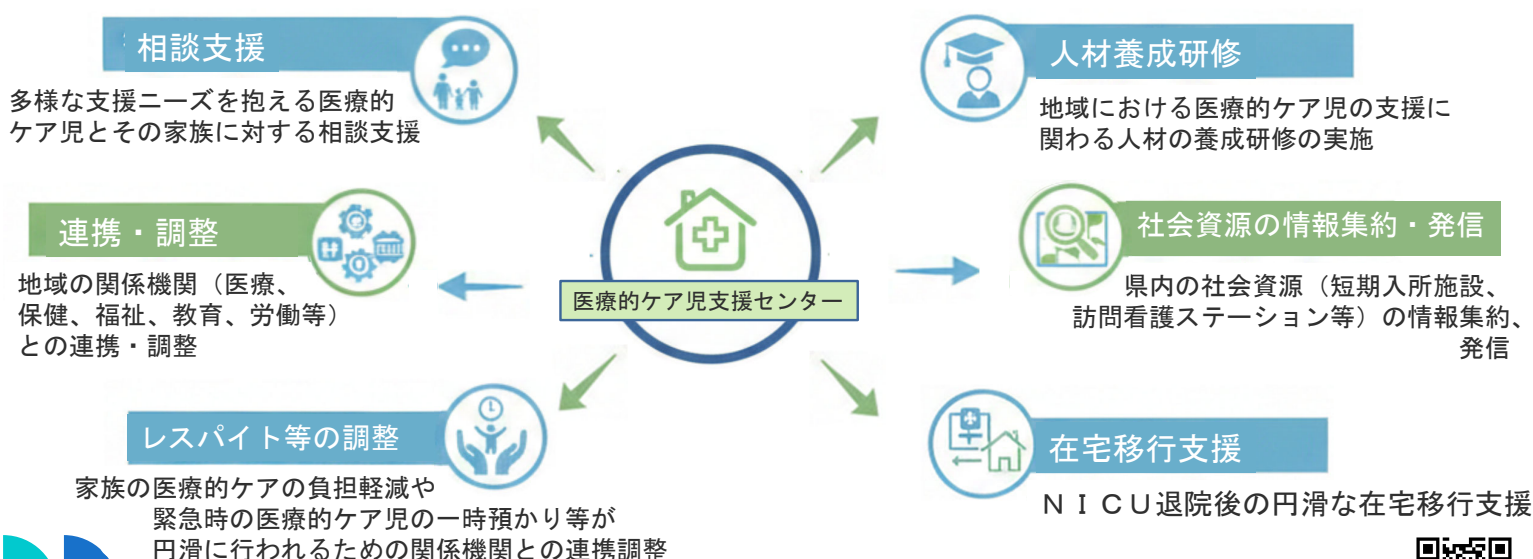 相談支援
多様な支援ニーズを抱える医療的
ケア児とその家族に対する相談支援
人材養成研修
地域における医療的ケア児の支援に
関わる人材の養成研修の実施
連携・調整
地域の関係機関（医療、
保健、福祉、教育、労働等）
との連携・調整
医療的ケア児支援センター
社会資源の情報集約・発信
県内の社会資源（短期入所施設、
訪問看護ステーション等）の情報集約、
発信
レスパイト等の調整
家族の医療的ケアの負担軽減や
緊急時の医療的ケア児の一時預かり等が
円滑に行われるための関係機関との連携調整
在宅移行支援
ＮＩＣＵ退院後の円滑な在宅移行支援